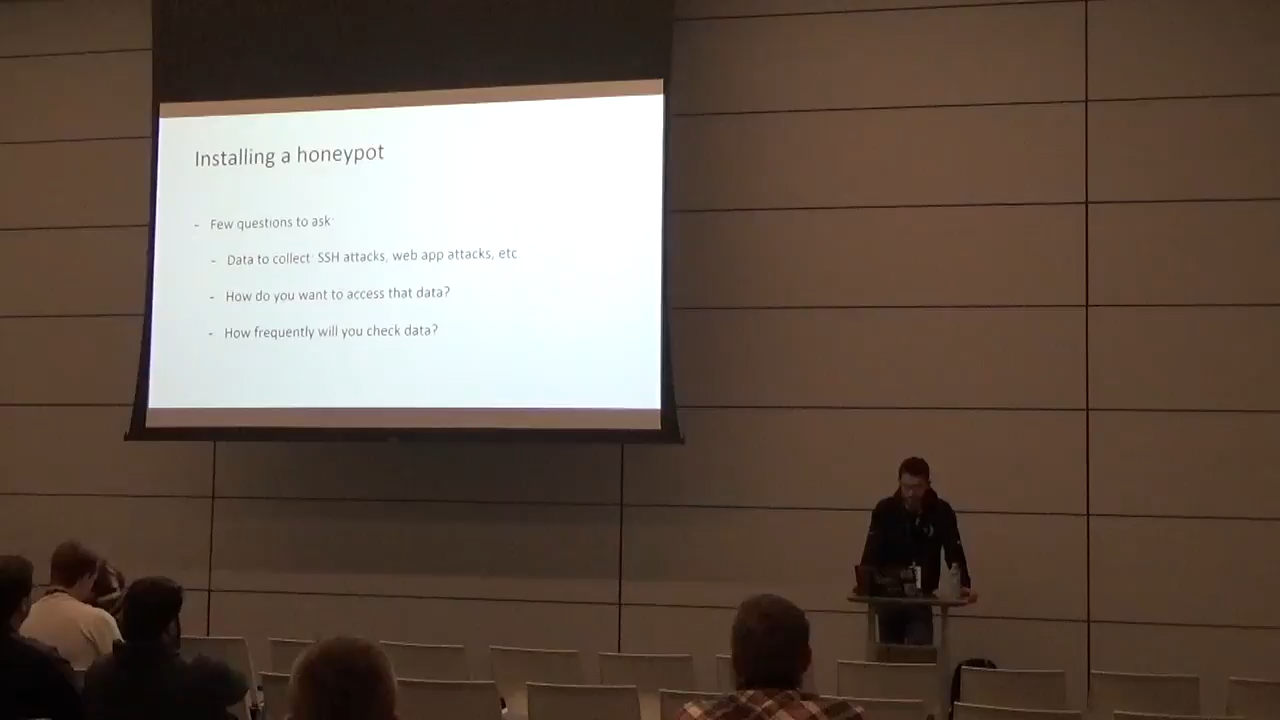 Installing a honeypot
- Few questions to ask:
- Data to collect: SSH attacks, web app attacks, etc
- How do you want to access that data?
- How frequently will you check data?